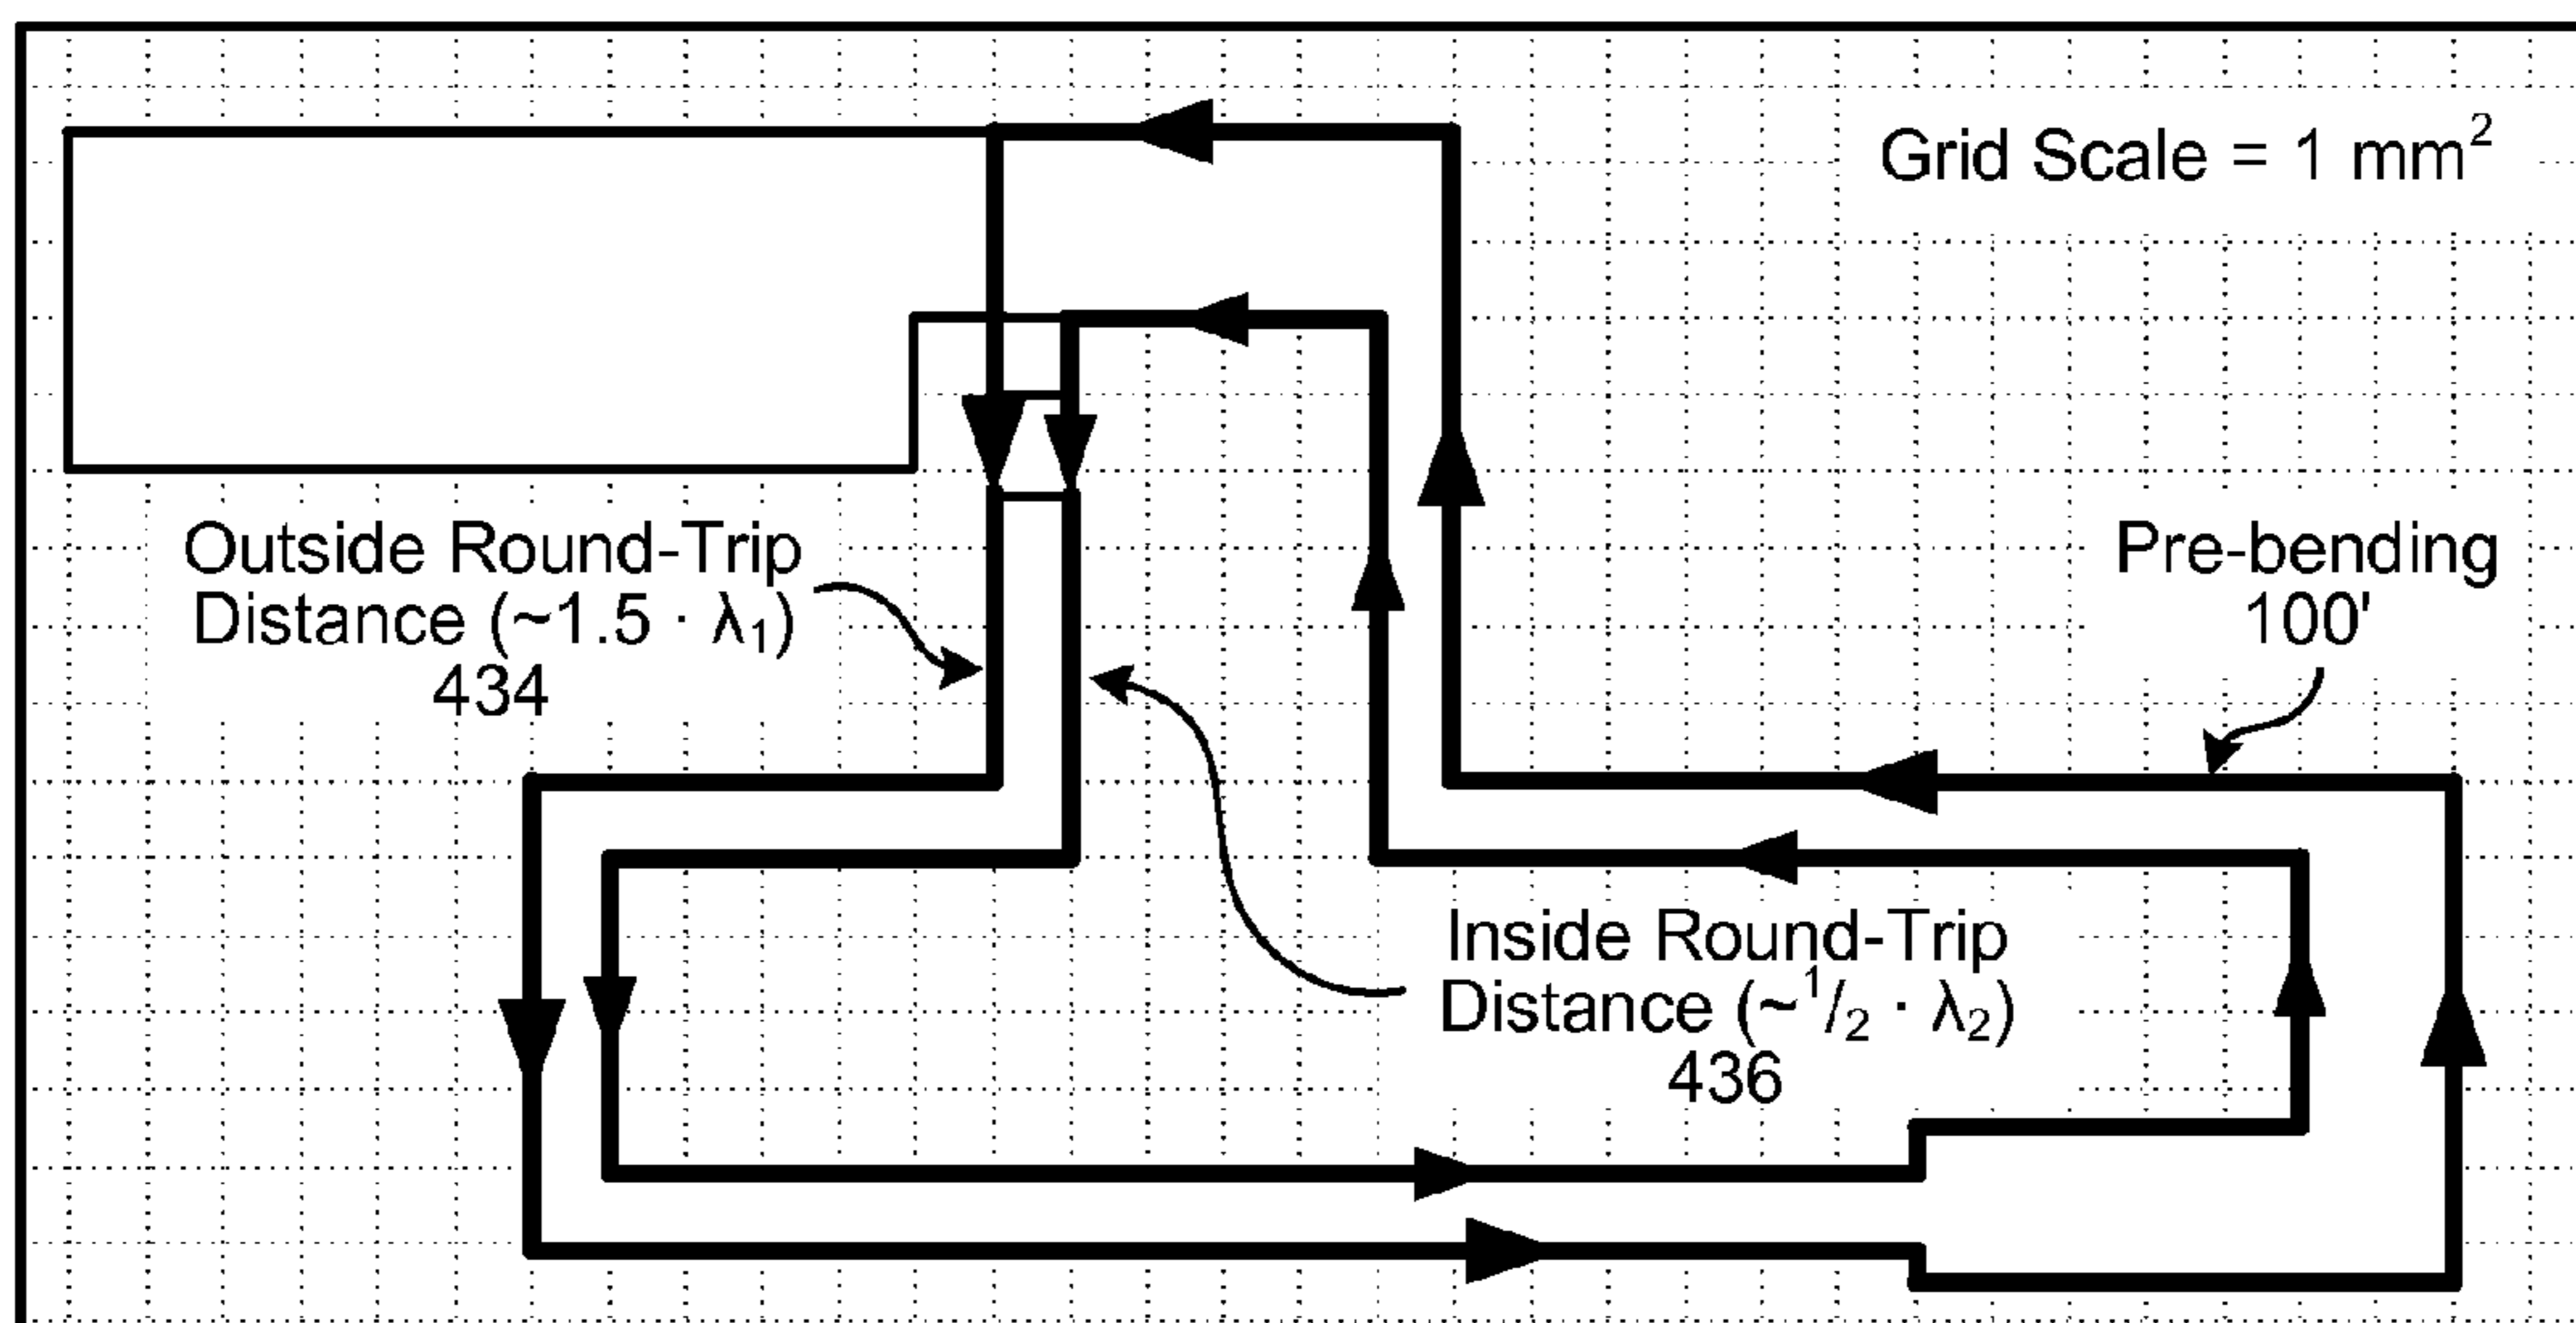 Grid Scale = 1 mm²
Outside Round-Trip
Distance (~1.5 · λ₁)
434
Pre-bending
100'
Inside Round-Trip
Distance (~¹/₂ · λ₂)
436